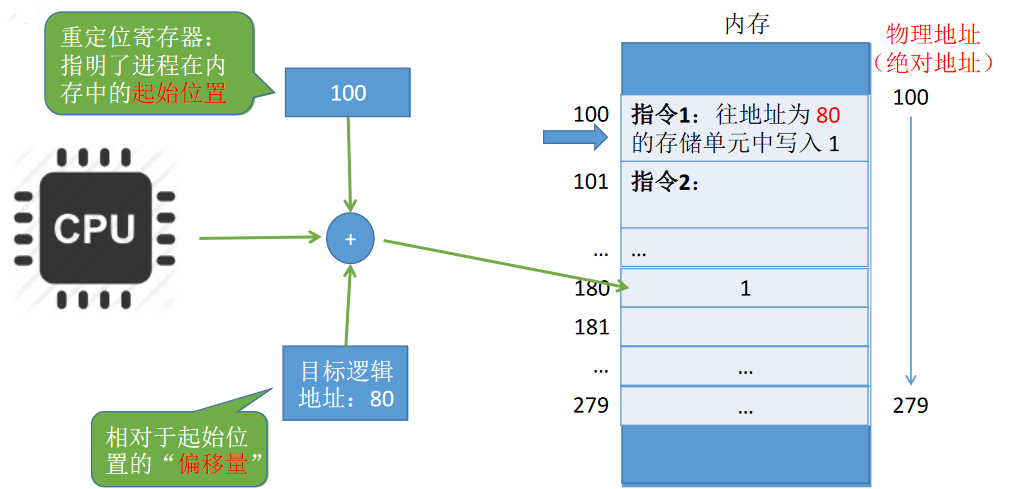 重定位寄存器：
指明了进程在内
存中的起始位置
100
CPU
+
目标逻辑
地址：80
相对于起始位
置的“偏移量”
内存
物理地址
（绝对地址）
100
指令1：往地址为 80
的存储单元中写入 1
100
101
指令2：
...
...
180
1
181
...
...
279
...
279